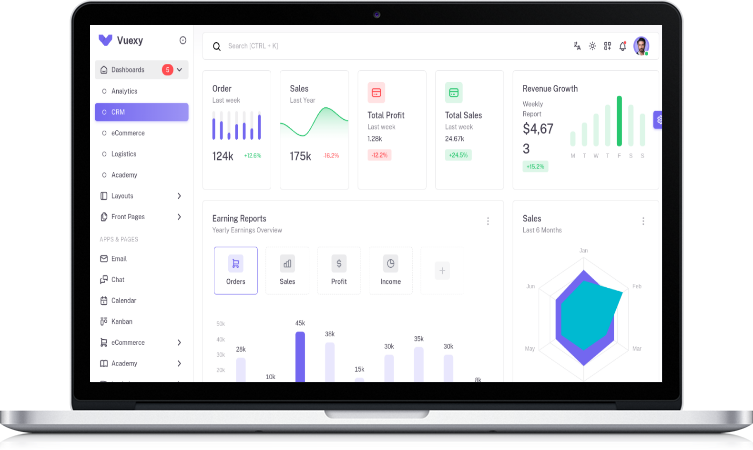 Vuexy
Search (CTRL + K)
Dashboards
5
Analytics
CRM
eCommerce
Logistics
Academy
Layouts
Front Pages
APPS & PAGES
Email
Chat
Calendar
Kanban
eCommerce
Academy
Order
Last week
124k
+12.6%
Sales
Last Year
175k
-16.2%
Total Profit
Last week
1.28k
-12.2%
Total Sales
Last week
24.67k
+24.5%
Revenue Growth
Weekly
Report
$4,67
3
+15.2%
M T W T F S S
Earning Reports
Yearly Earnings Overview
Orders
Sales
Profit
Income
50k
40k
30k
20k
28k
10k
45k
38k
15k
30k
35k
30k
8k
Sales
Last 6 Months
Jan
Feb
Mar
May
Jun